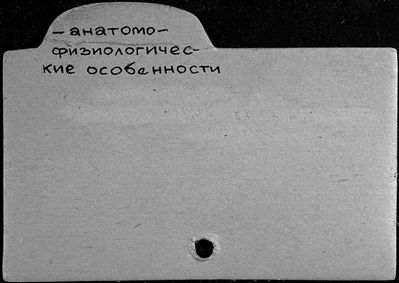 -анатомо-
физиологичес-
кие особенности